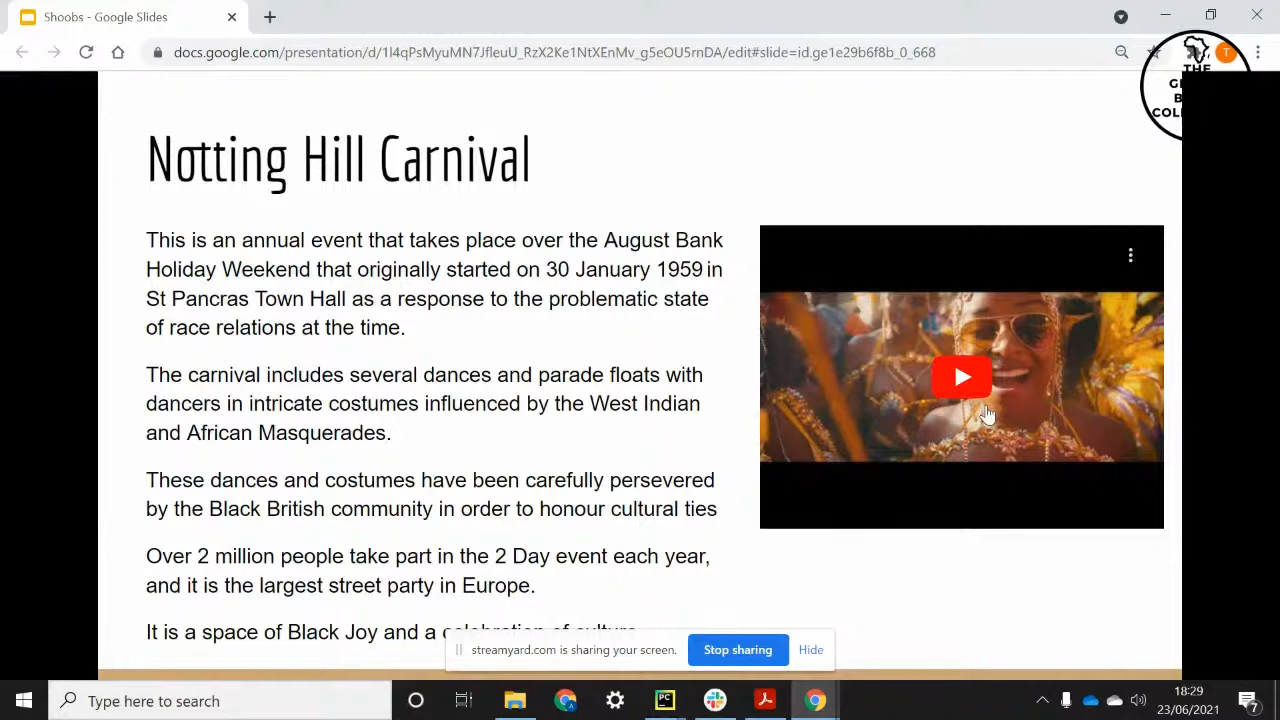 Shoobs - Google Slides
docs.google.com/presentation/d/1l4qPsMyuMN7JfleuU_RzX2Ke1NtXEnMv_g5eOU5rnDA/edit#slide=id.ge1e29b6f8b_0_668
T
THE
Notting Hill Carnival
This is an annual event that takes place over the August Bank
Holiday Weekend that originally started on 30 January 1959 in
St Pancras Town Hall as a response to the problematic state
of race relations at the time.
The carnival includes several dances and parade floats with
dancers in intricate costumes influenced by the West Indian
and African Masquerades.
These dances and costumes have been carefully persevered
by the Black British community in order to honour cultural ties
Over 2 million people take part in the 2 Day event each year,
and it is the largest street party in Europe.
It is a space of Black Joy and a celebration of culture
streamyard.com is sharing your screen.
Stop sharing
Hide
Type here to search
PC
18:29
23/06/2021
7